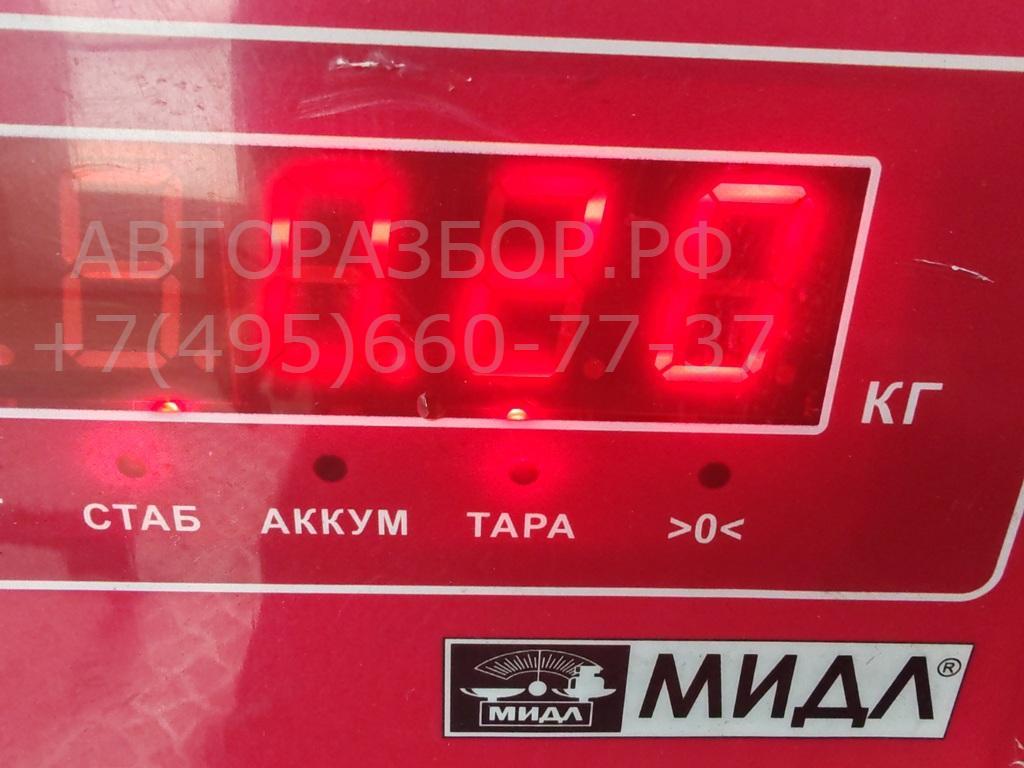 АВТОРАЗБОР.РФ
+7(495)660-77-37
КГ
СТАБ АККУМ ТАРА >0<
МИДЛ МИДЛ®